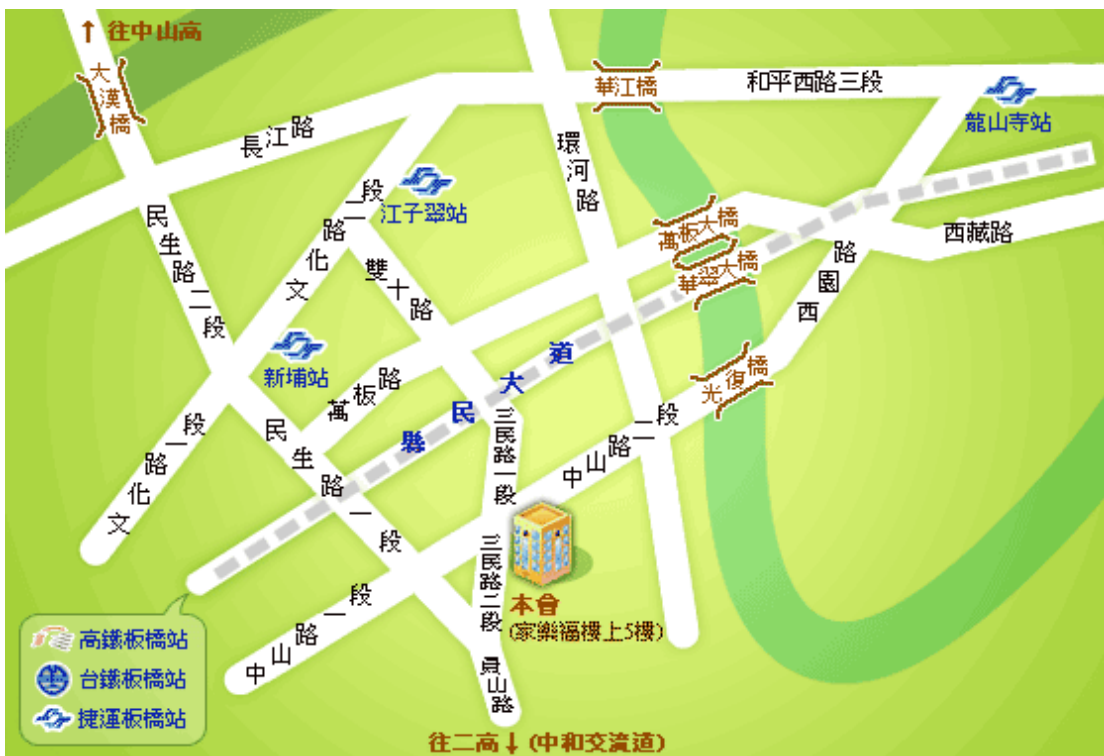 ↑ 往中山高
大漢橋
華江橋
和平西路三段
龍山寺站
長江路
環河路
江子翠站
文化路二段
民生路二段
雙十路
萬板大橋
華翠大橋
西藏路
西園路
新埔站
萬板路
縣民大道
光復橋
三民路一段
中山路二段
文化路一段
民生路一段
三民路二段
本會
(家樂福樓上5樓)
中山路一段
員山路
高鐵板橋站
台鐵板橋站
捷運板橋站
往二高↓(中和交流道)